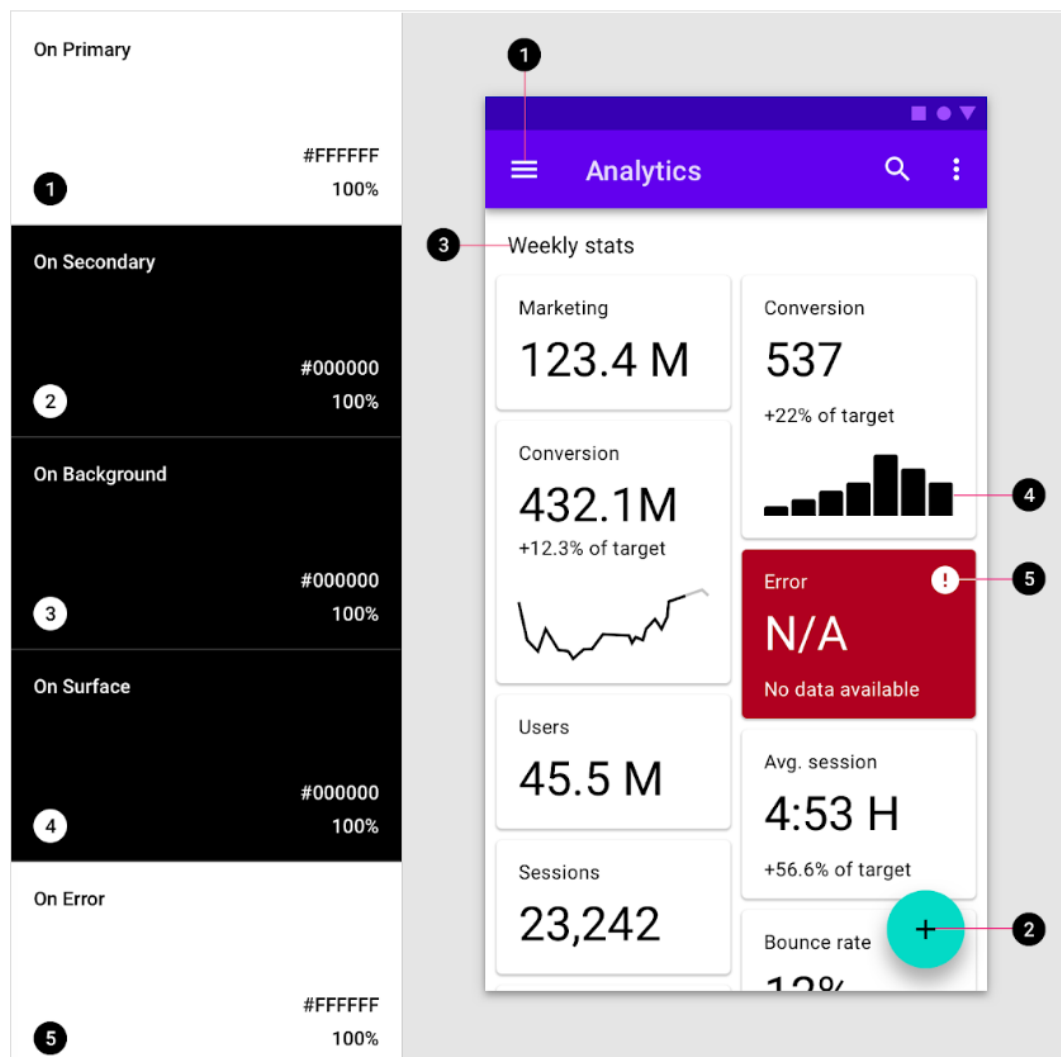 On Primary
#FFFFFF
1
100%
On Secondary
#000000
2
100%
On Background
#000000
3
100%
On Surface
#000000
4
100%
On Error
#FFFFFF
5
100%
1
Analytics
3
Weekly stats
Marketing
123.4 M
Conversion
432.1M
+12.3% of target
Users
45.5 M
Sessions
23,242
Conversion
537
+22% of target
4
Error
!
5
N/A
No data available
Avg. session
4:53 H
+56.6% of target
+
2
Bounce rate
12%